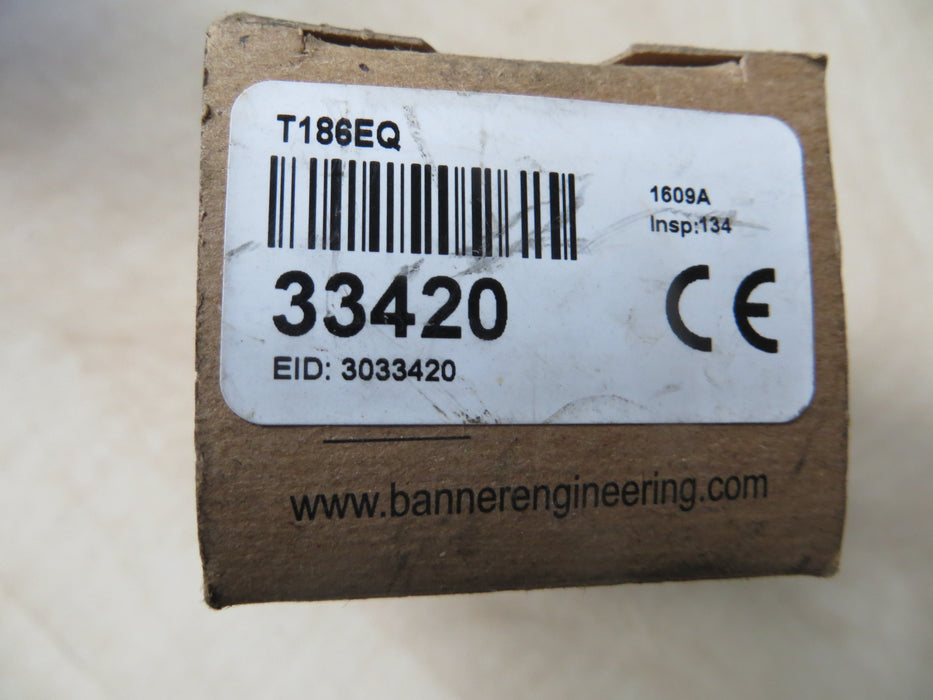 T186EQ
1609A
Insp:134
33420
EID: 3033420
CE
www.bannerengineering.com